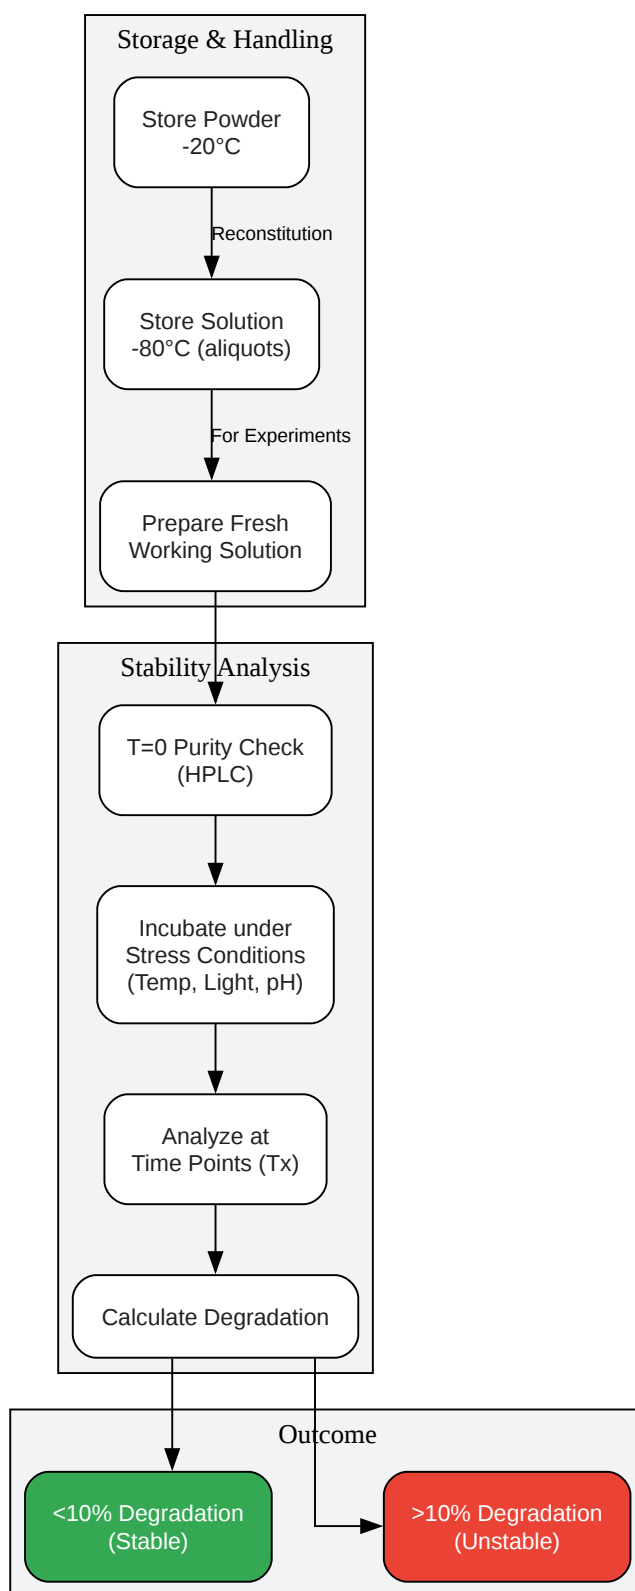 Storage & Handling
Store Powder
-20°C
Reconstitution
Store Solution
-80°C (aliquots)
For Experiments
Prepare Fresh
Working Solution
Stability Analysis
T=0 Purity Check
(HPLC)
Incubate under
Stress Conditions
(Temp, Light, pH)
Analyze at
Time Points (Tx)
Calculate Degradation
Outcome
<10% Degradation
(Stable)
>10% Degradation
(Unstable)